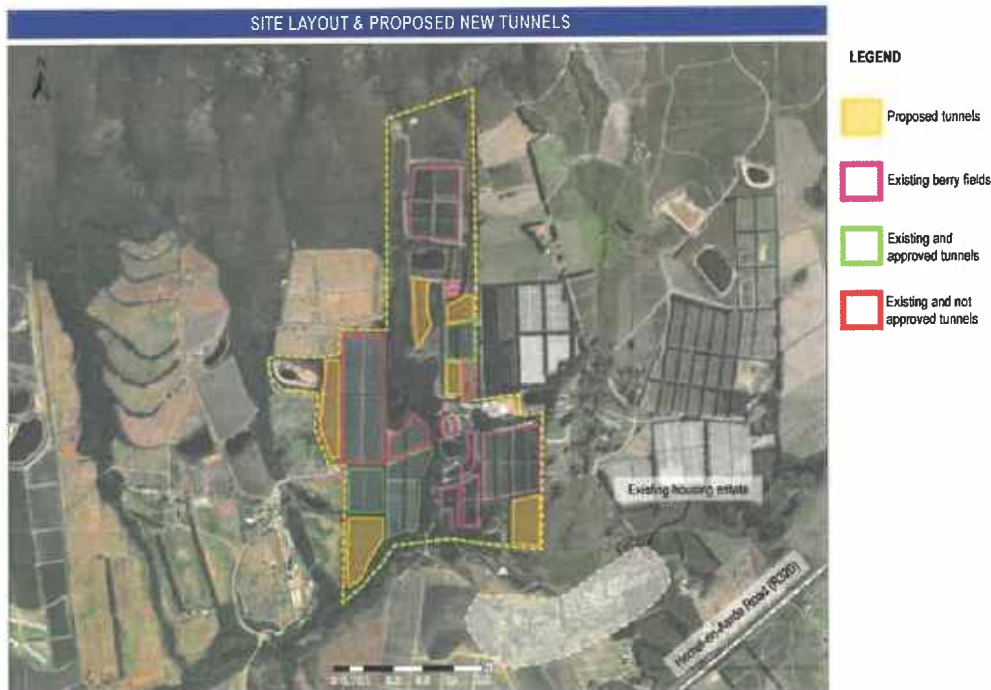 SITE LAYOUT & PROPOSED NEW TUNNELS
N
LEGEND
Proposed tunnels
Existing berry fields
Existing and
approved tunnels
Existing and not
approved tunnels
Existing housing estate
Road (R320)